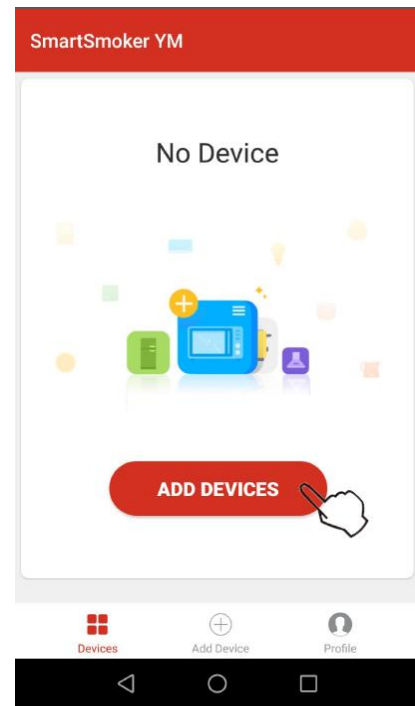 SmartSmoker YM
No Device
ADD DEVICES
Devices
Add Device
Profile